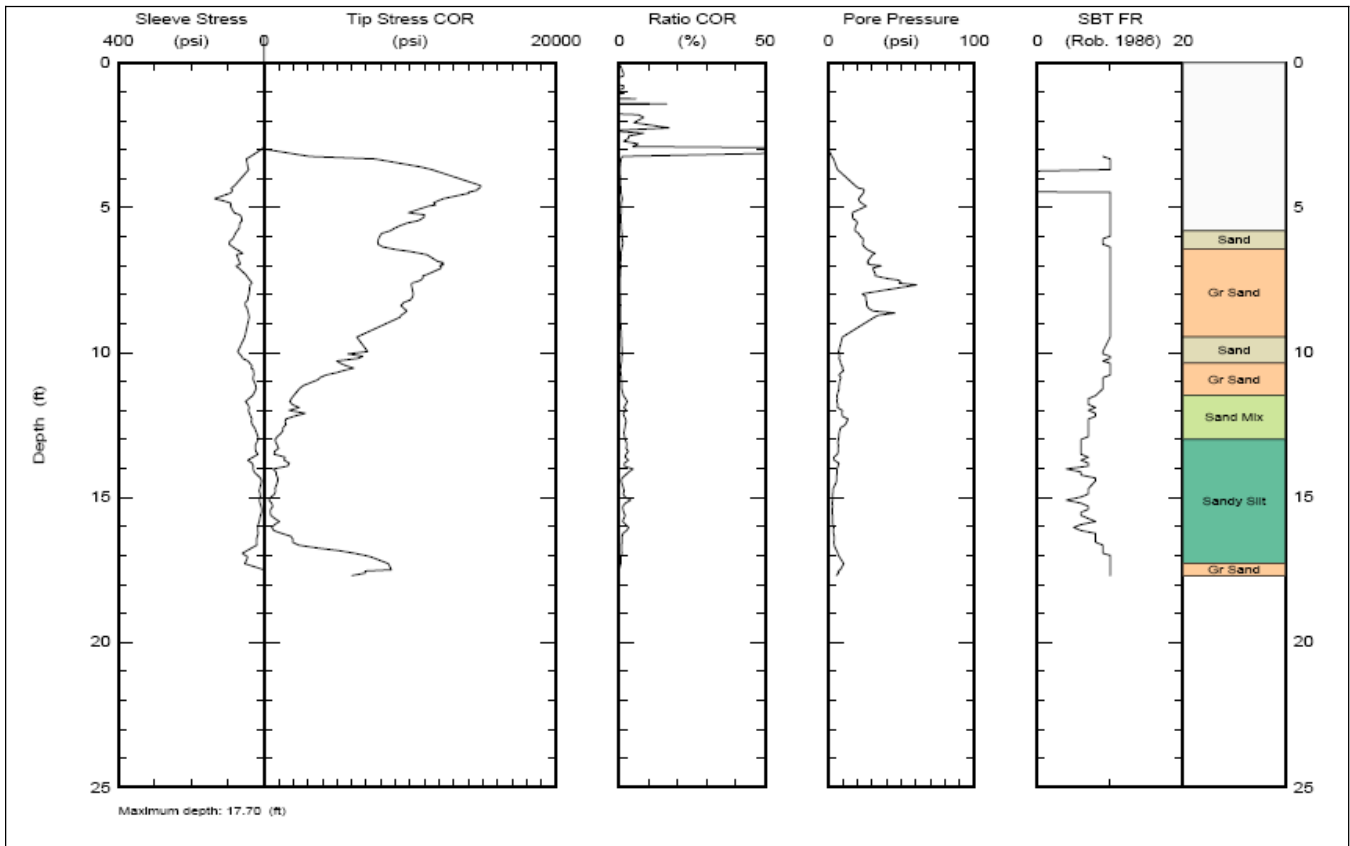 Sleeve Stress Tip Stress COR Ratio COR Pore Pressure SBT FR
400 (psi) 0 (psi) 20000 0 (%) 50 0 (psi) 100 0 (Rob. 1986) 20
0 0
5 5
Sand
Gr Sand
10 Sand 10
Gr Sand
Sand Mix
Depth (ft)
15 Sandy Silt 15
Gr Sand
20 20
25 25
Maximum depth: 17.70 (ft)